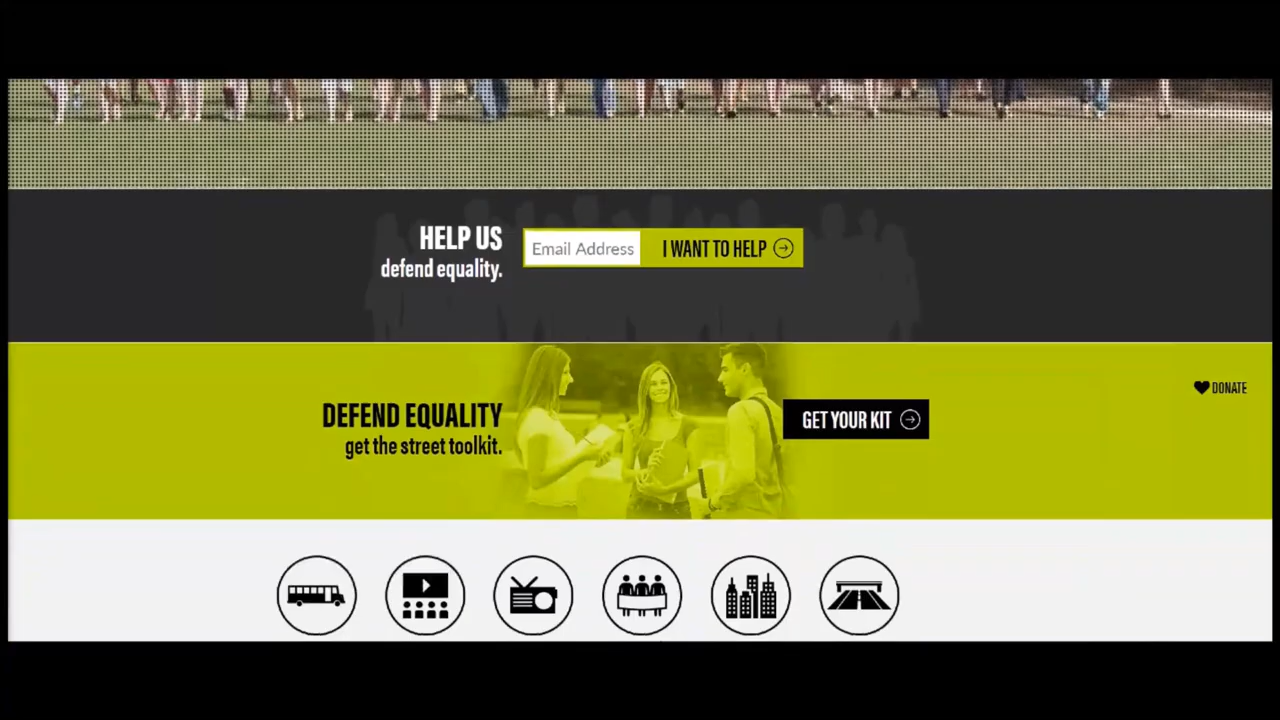 HELP US
defend equality.
Email Address
I WANT TO HELP
DONATE
DEFEND EQUALITY
get the street toolkit.
GET YOUR KIT